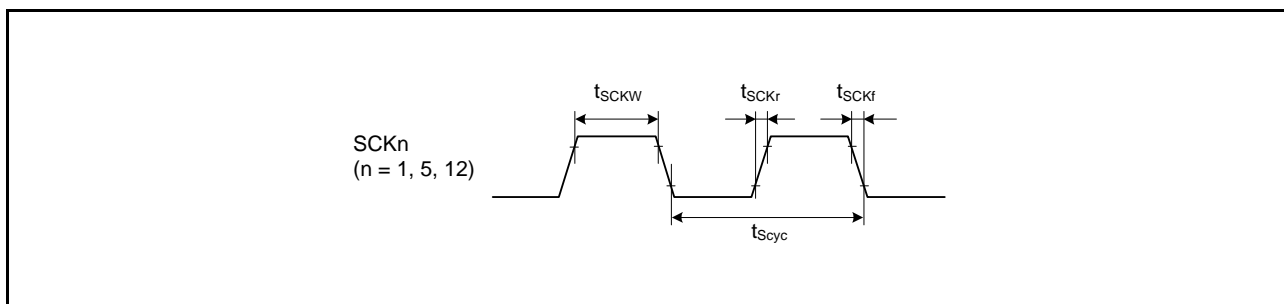 tSCKW
tSCKr
tSCKf
SCKn
(n = 1, 5, 12)
tScyc